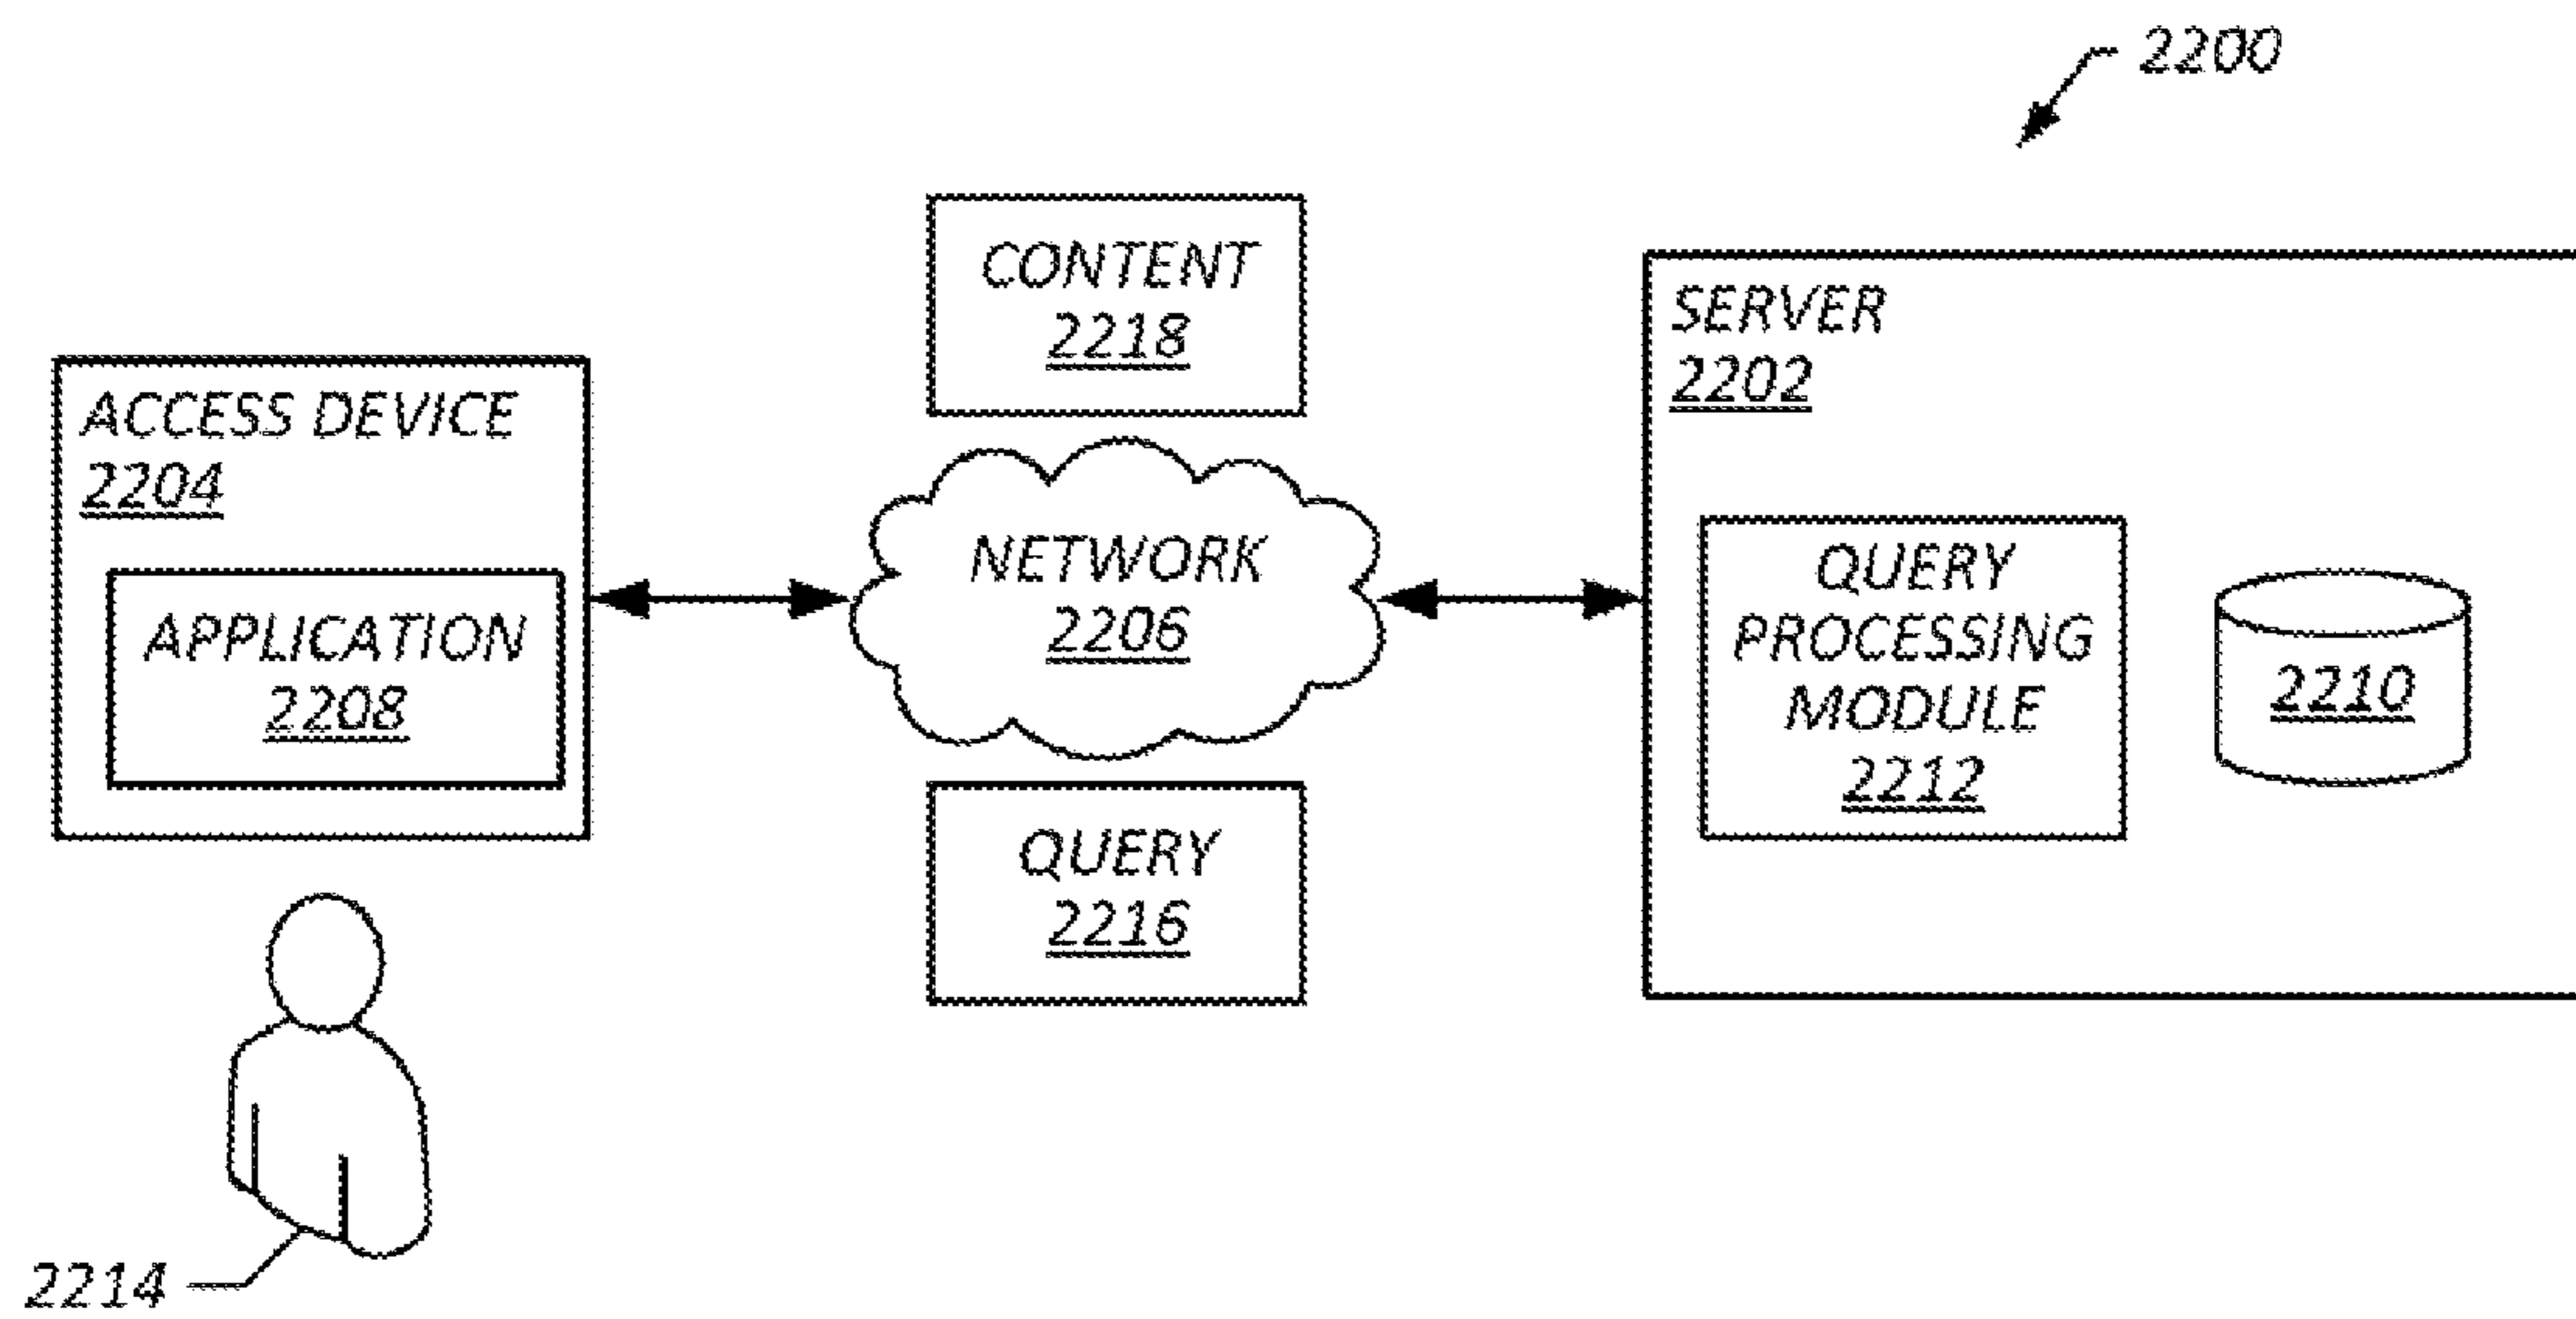 2200
CONTENT
2218
SERVER
2202
ACCESS DEVICE
2204
NETWORK
2206
QUERY
PROCESSING
MODULE
2212
2210
APPLICATION
2208
QUERY
2216
2214